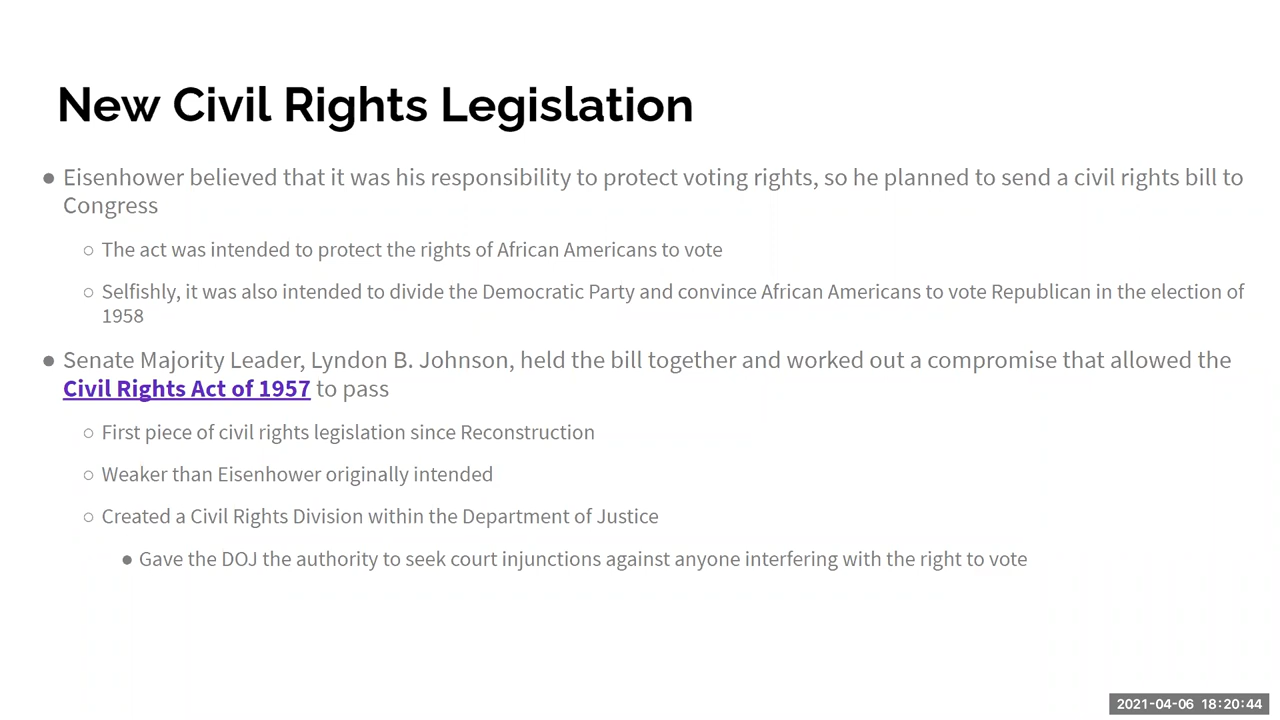 New Civil Rights Legislation
● Eisenhower believed that it was his responsibility to protect voting rights, so he planned to send a civil rights bill to
Congress
○ The act was intended to protect the rights of African Americans to vote
○ Selfishly, it was also intended to divide the Democratic Party and convince African Americans to vote Republican in the election of
1958
● Senate Majority Leader, Lyndon B. Johnson, held the bill together and worked out a compromise that allowed the
Civil Rights Act of 1957 to pass
○ First piece of civil rights legislation since Reconstruction
○ Weaker than Eisenhower originally intended
○ Created a Civil Rights Division within the Department of Justice
● Gave the DOJ the authority to seek court injunctions against anyone interfering with the right to vote
2021-04-06 18:20:44